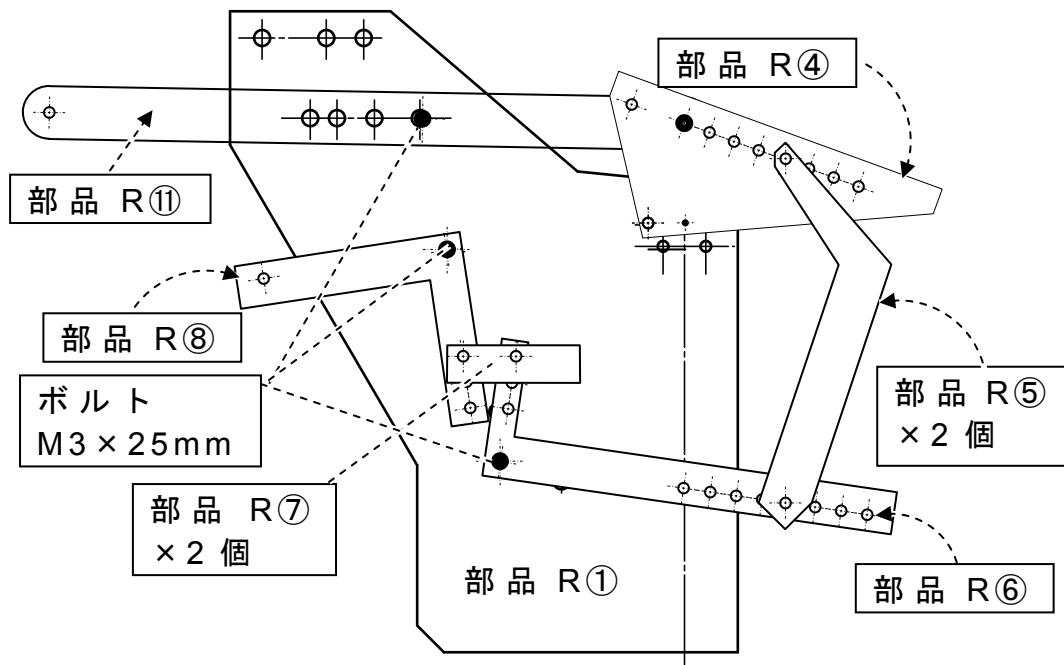 部品 R④
部品 R⑪
部品 R⑧
ボルト
M3×25mm
部品 R⑤
×2個
部品 R⑦
×2個
部品 R①
部品 R⑥